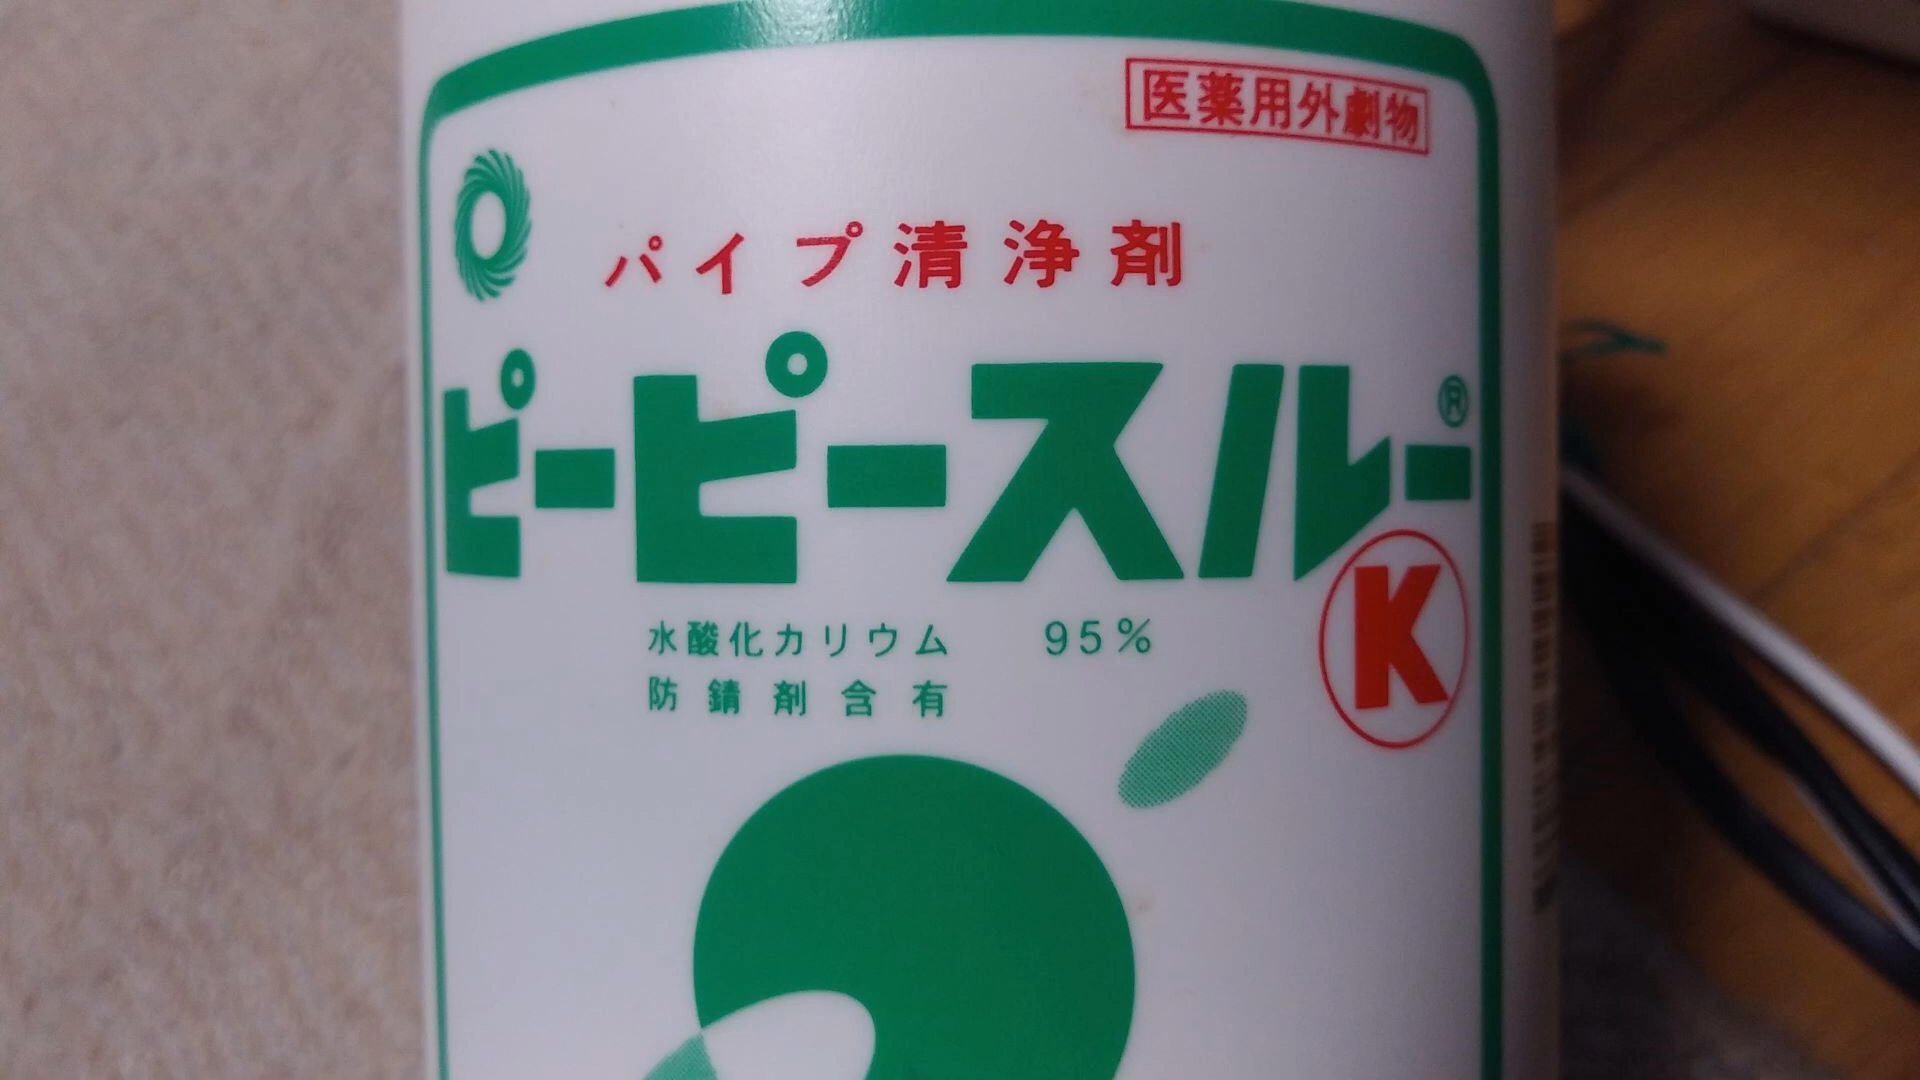 医薬用外劇物
パイプ清浄剤
ピーピースルー®
K
水酸化カリウム 95%
防錆剤含有